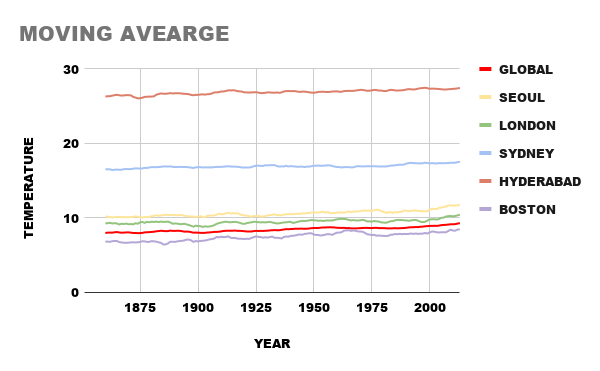 MOVING AVEARGE
30
20
10
0
TEMPERATURE
1875 1900 1925 1950 1975 2000
YEAR
GLOBAL
SEOUL
LONDON
SYDNEY
HYDERABAD
BOSTON